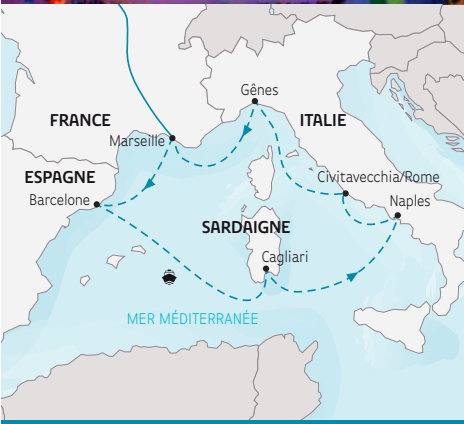 Gênes
FRANCE
ITALIE
Marseille
ESPAGNE
Civitavecchia/Rome
Barcelone
Naples
SARDAIGNE
Cagliari
MER MÉDITERRANÉE